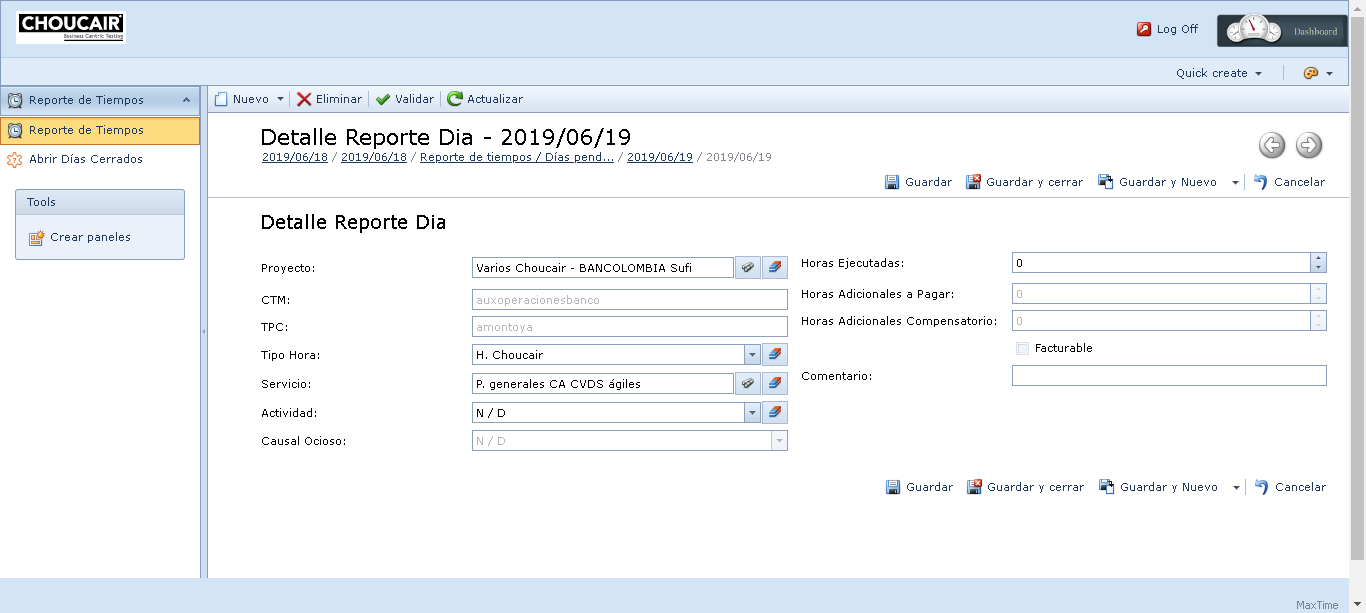 CHOUCAIR
Business Centric Testing
Log Off
Dashboard
Quick create
Reporte de Tiempos
Nuevo
Eliminar
Validar
Actualizar
Reporte de Tiempos
Abrir Días Cerrados
Tools
Crear paneles
Detalle Reporte Dia - 2019/06/19
2019/06/18 / 2019/06/18 / Reporte de tiempos / Días pend... / 2019/06/19 / 2019/06/19
Guardar Guardar y cerrar Guardar y Nuevo Cancelar
Detalle Reporte Dia
Proyecto: Varios Choucair - BANCOLOMBIA Sufi
CTM: auxoperacionesbanco
TPC: amontoya
Tipo Hora: H. Choucair
Servicio: P. generales CA CVDS ágiles
Actividad: N / D
Causal Ocioso: N / D
Horas Ejecutadas: 0
Horas Adicionales a Pagar: 0
Horas Adicionales Compensatorio: 0
Facturable
Comentario:
Guardar Guardar y cerrar Guardar y Nuevo Cancelar
MaxTime